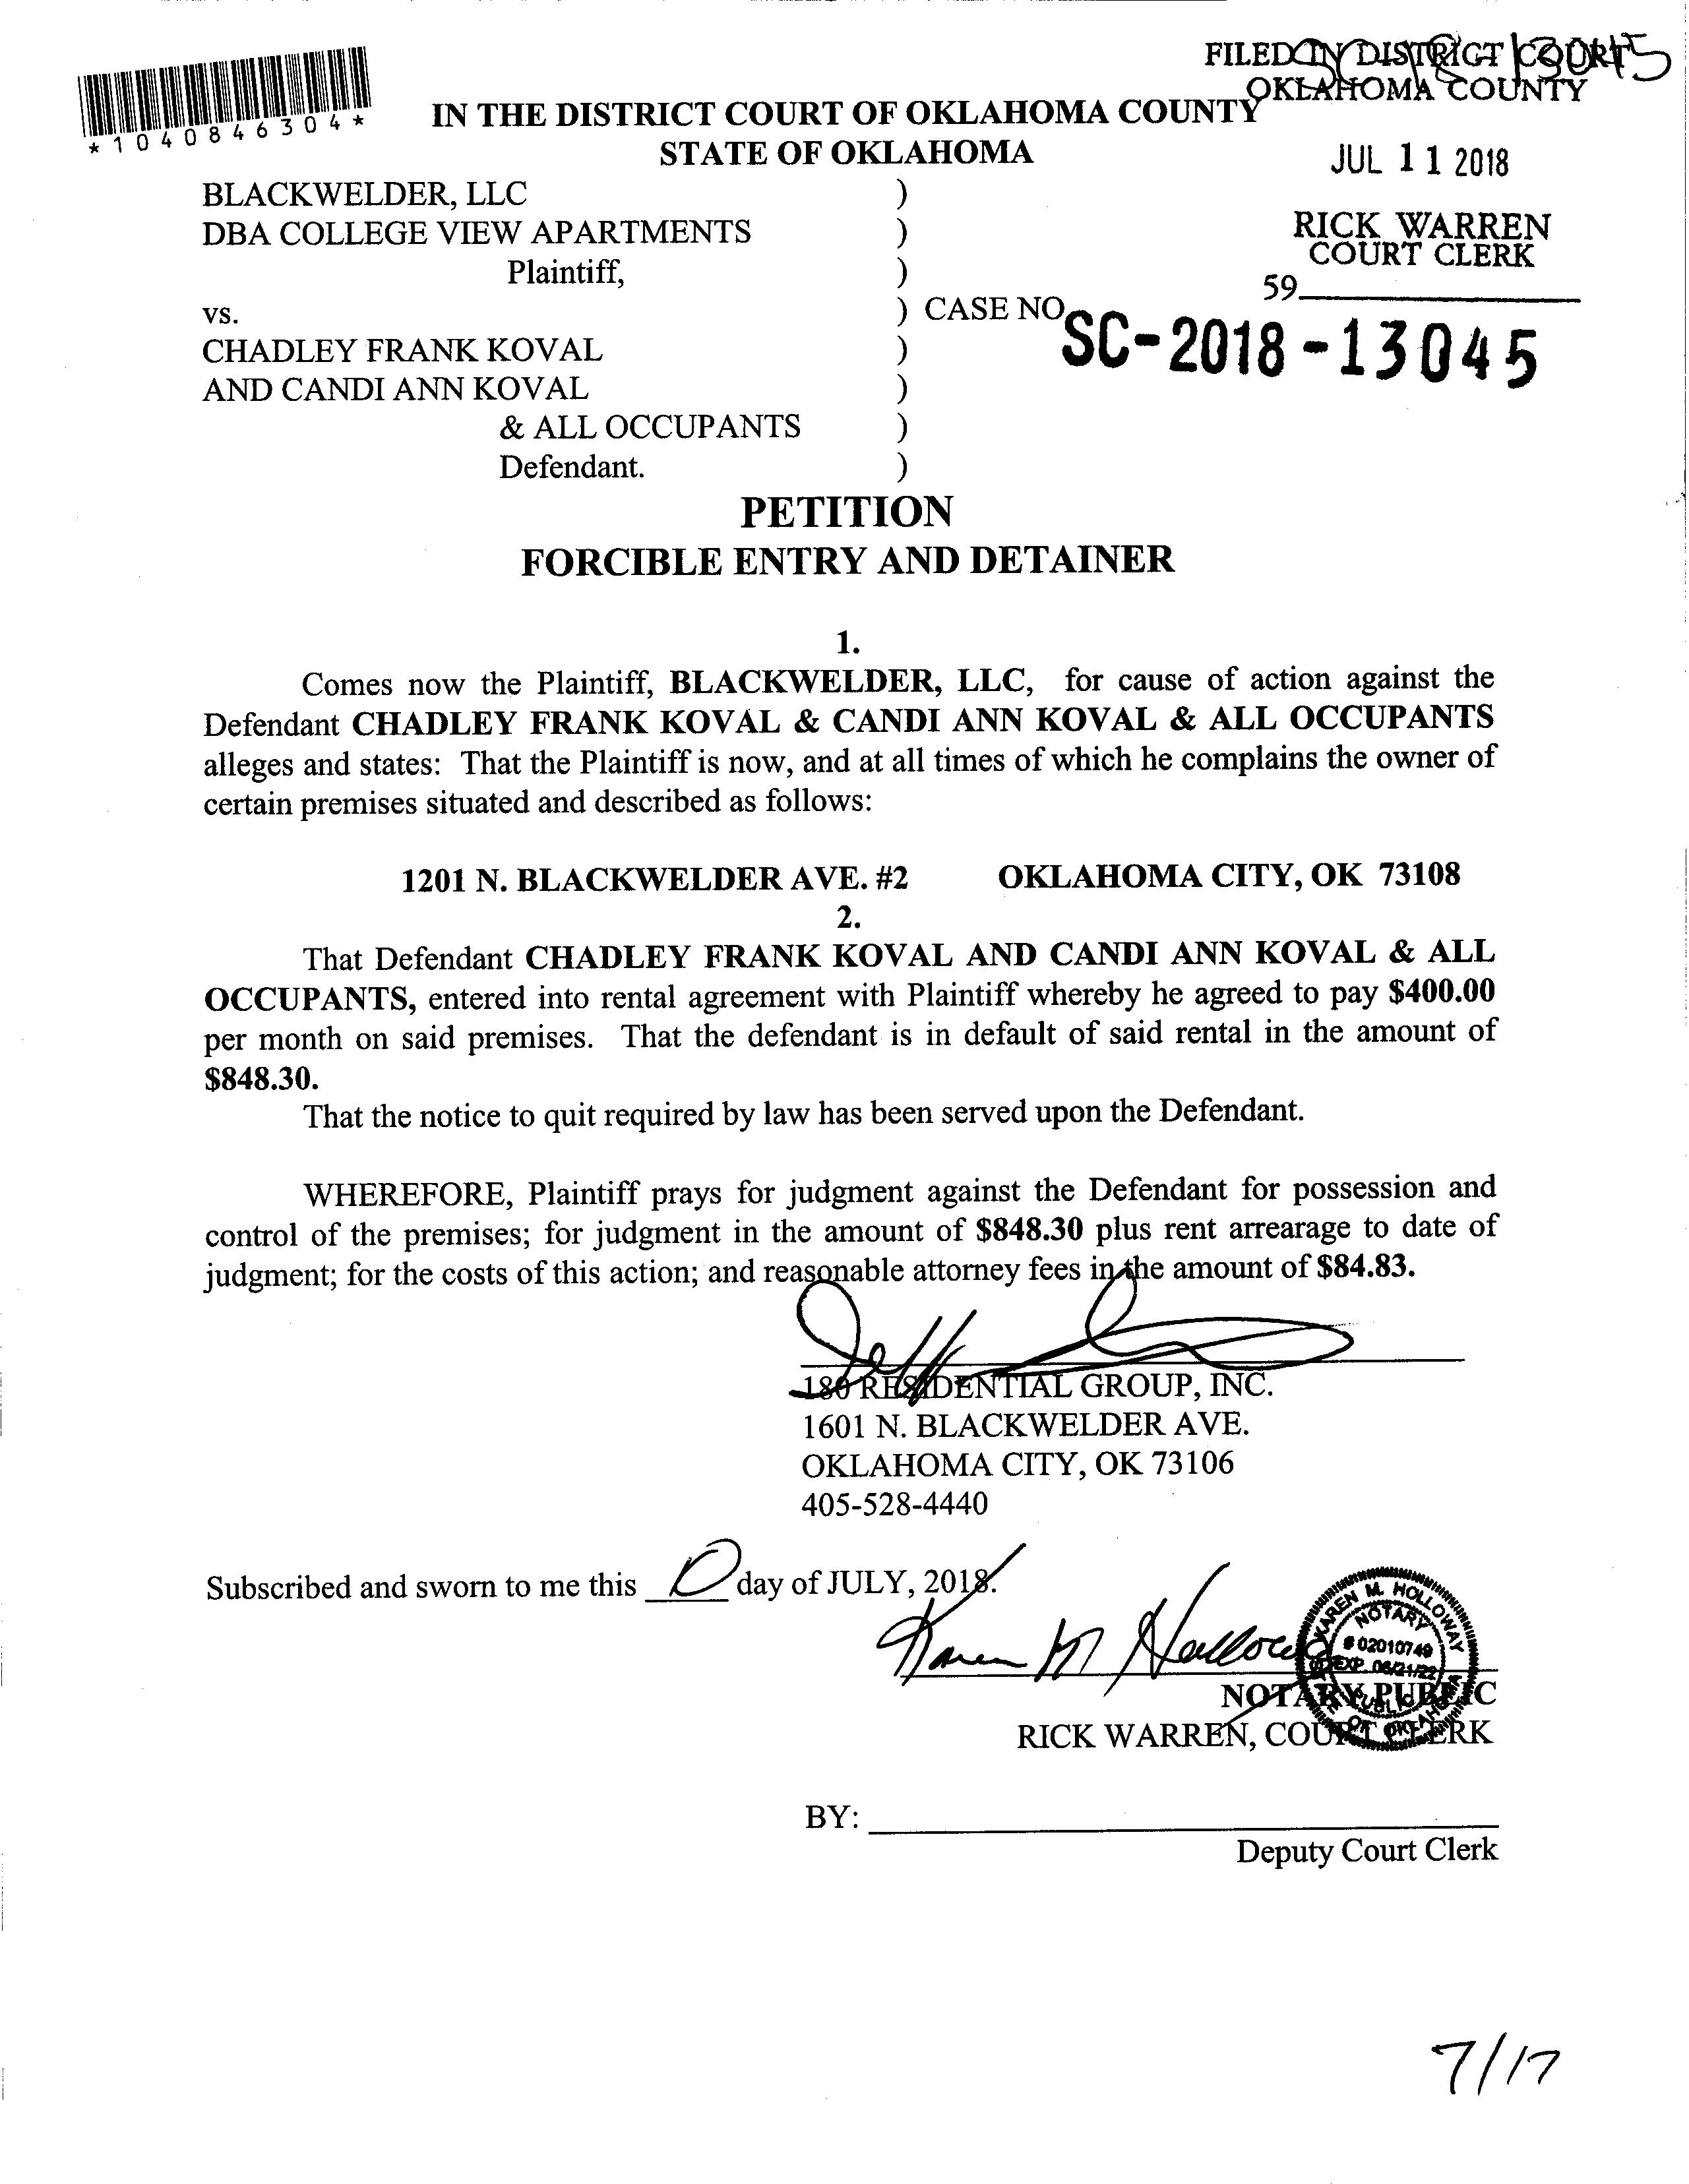 *1040846304*
FILED IN DISTRICT COURT
OKLAHOMA COUNTY
13045
IN THE DISTRICT COURT OF OKLAHOMA COUNTY
STATE OF OKLAHOMA
JUL 11 2018
BLACKWELDER, LLC )
DBA COLLEGE VIEW APARTMENTS )
RICK WARREN
COURT CLERK
Plaintiff, )
59
vs. ) CASE NO.
SC-2018-13045
CHADLEY FRANK KOVAL )
AND CANDI ANN KOVAL )
& ALL OCCUPANTS )
Defendant. )
PETITION
FORCIBLE ENTRY AND DETAINER
1.
Comes now the Plaintiff, BLACKWELDER, LLC, for cause of action against the
Defendant CHADLEY FRANK KOVAL & CANDI ANN KOVAL & ALL OCCUPANTS
alleges and states: That the Plaintiff is now, and at all times of which he complains the owner of
certain premises situated and described as follows:
1201 N. BLACKWELDER AVE. #2 OKLAHOMA CITY, OK 73108
2.
That Defendant CHADLEY FRANK KOVAL AND CANDI ANN KOVAL & ALL
OCCUPANTS, entered into rental agreement with Plaintiff whereby he agreed to pay $400.00
per month on said premises. That the defendant is in default of said rental in the amount of
$848.30.
That the notice to quit required by law has been served upon the Defendant.
WHEREFORE, Plaintiff prays for judgment against the Defendant for possession and
control of the premises; for judgment in the amount of $848.30 plus rent arrearage to date of
judgment; for the costs of this action; and reasonable attorney fees in the amount of $84.83.
180 RESIDENTIAL GROUP, INC.
1601 N. BLACKWELDER AVE.
OKLAHOMA CITY, OK 73106
405-528-4440
Subscribed and sworn to me this day of JULY, 2018.
Karen M Holloway
KAREN M. HOLLOWAY
NOTARY
# 02010749
EXP. 06/21/22
PUBLIC
STATE OF OKLAHOMA
NOTARY PUBLIC
RICK WARREN, COURT CLERK
BY:
Deputy Court Clerk
7/17